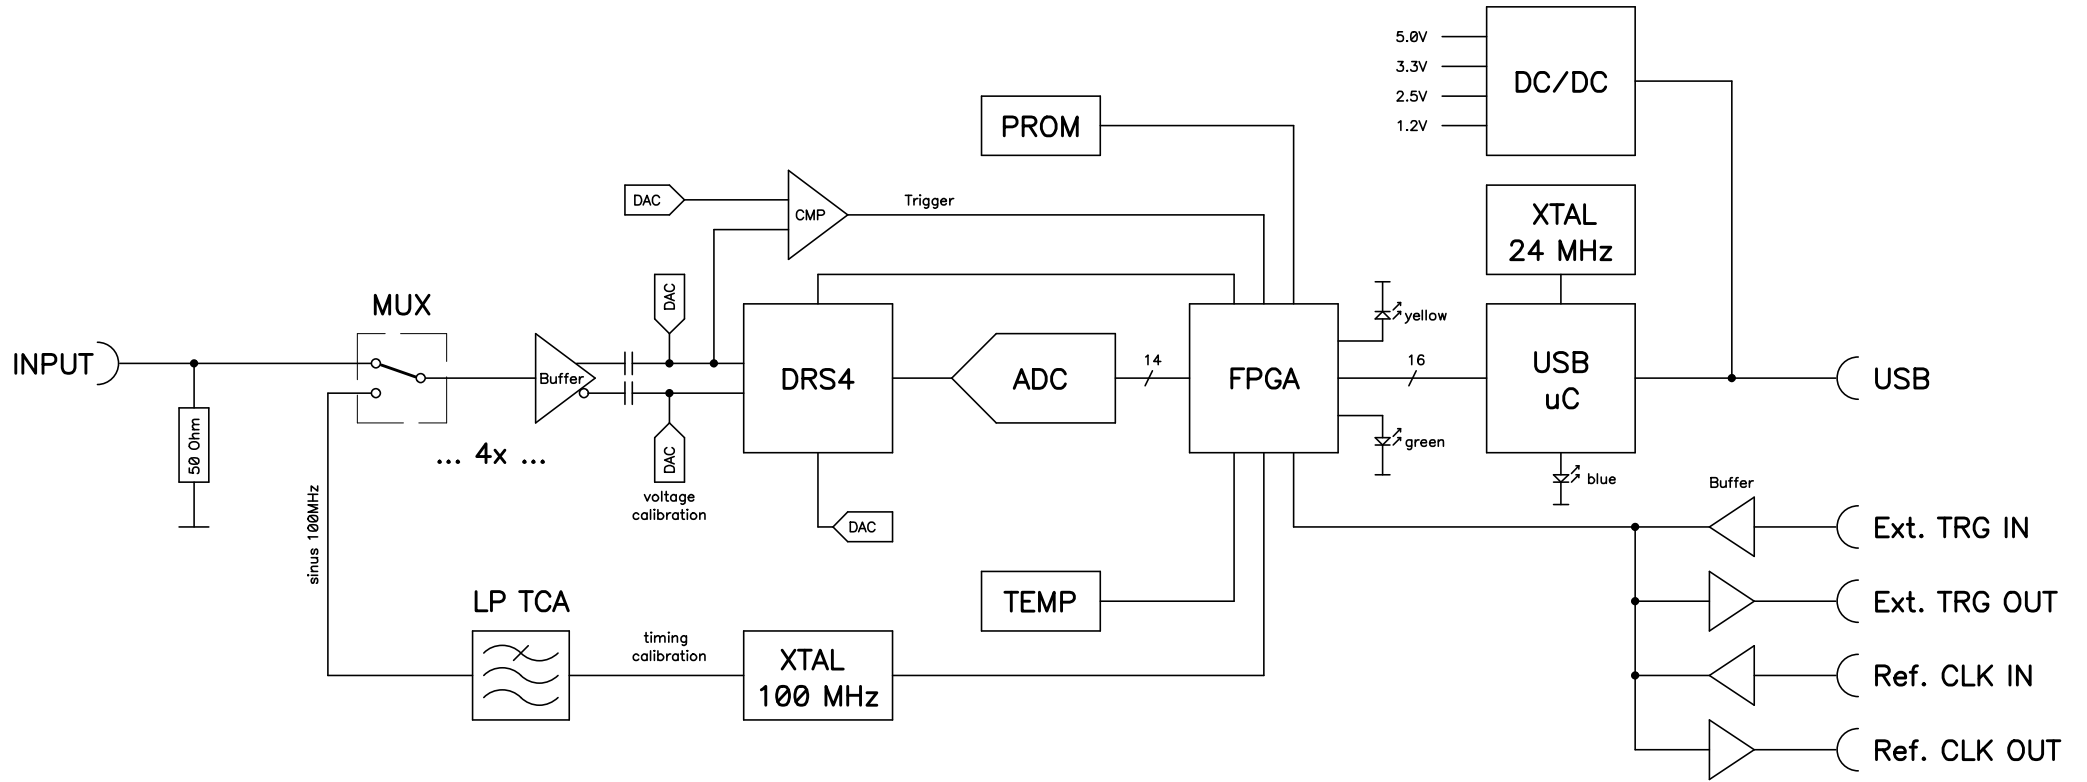 5.0V
3.3V
2.5V
1.2V
DC/DC
PROM
DAC
CMP
Trigger
XTAL
24 MHz
MUX
DAC
yellow
INPUT
Buffer
DRS4
ADC
14
FPGA
16
USB
uC
USB
50 Ohm
... 4x ...
DAC
voltage
calibration
green
blue
DAC
Buffer
Ext. TRG IN
sinus 100MHz
LP TCA
TEMP
Ext. TRG OUT
timing
calibration
XTAL
100 MHz
Ref. CLK IN
Ref. CLK OUT